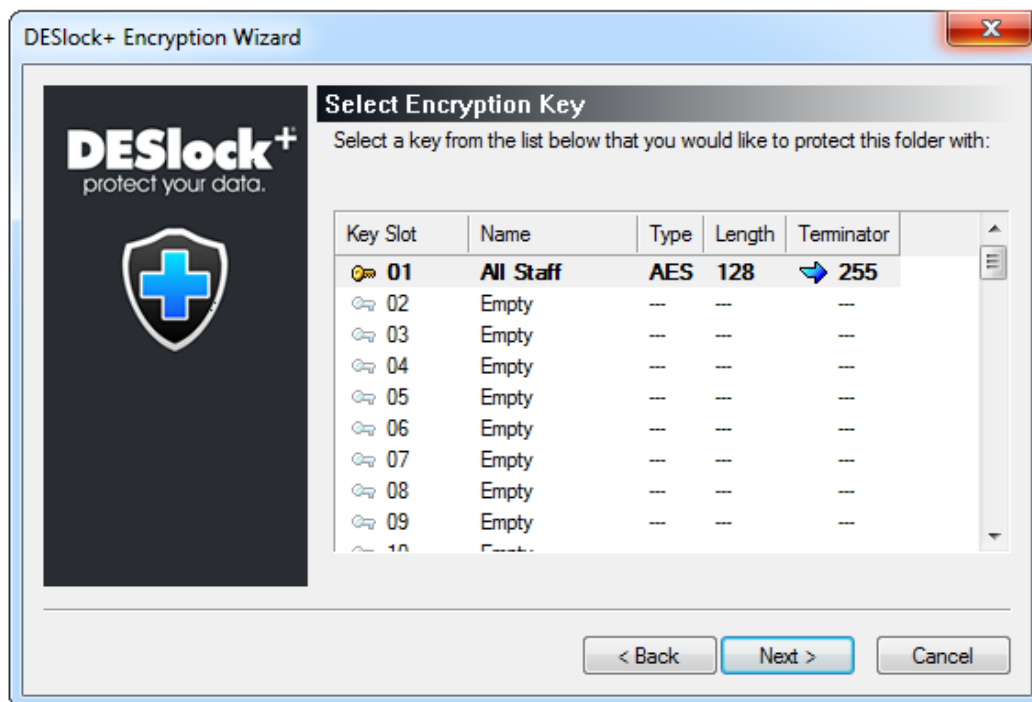 DESlock+ Encryption Wizard
DESlock+
protect your data.
Select Encryption Key
Select a key from the list below that you would like to protect this folder with:
Key Slot Name Type Length Terminator
01 All Staff AES 128 255
02 Empty --- --- ---
03 Empty --- --- ---
04 Empty --- --- ---
05 Empty --- --- ---
06 Empty --- --- ---
07 Empty --- --- ---
08 Empty --- --- ---
09 Empty --- --- ---
10 Empty
< Back Next > Cancel